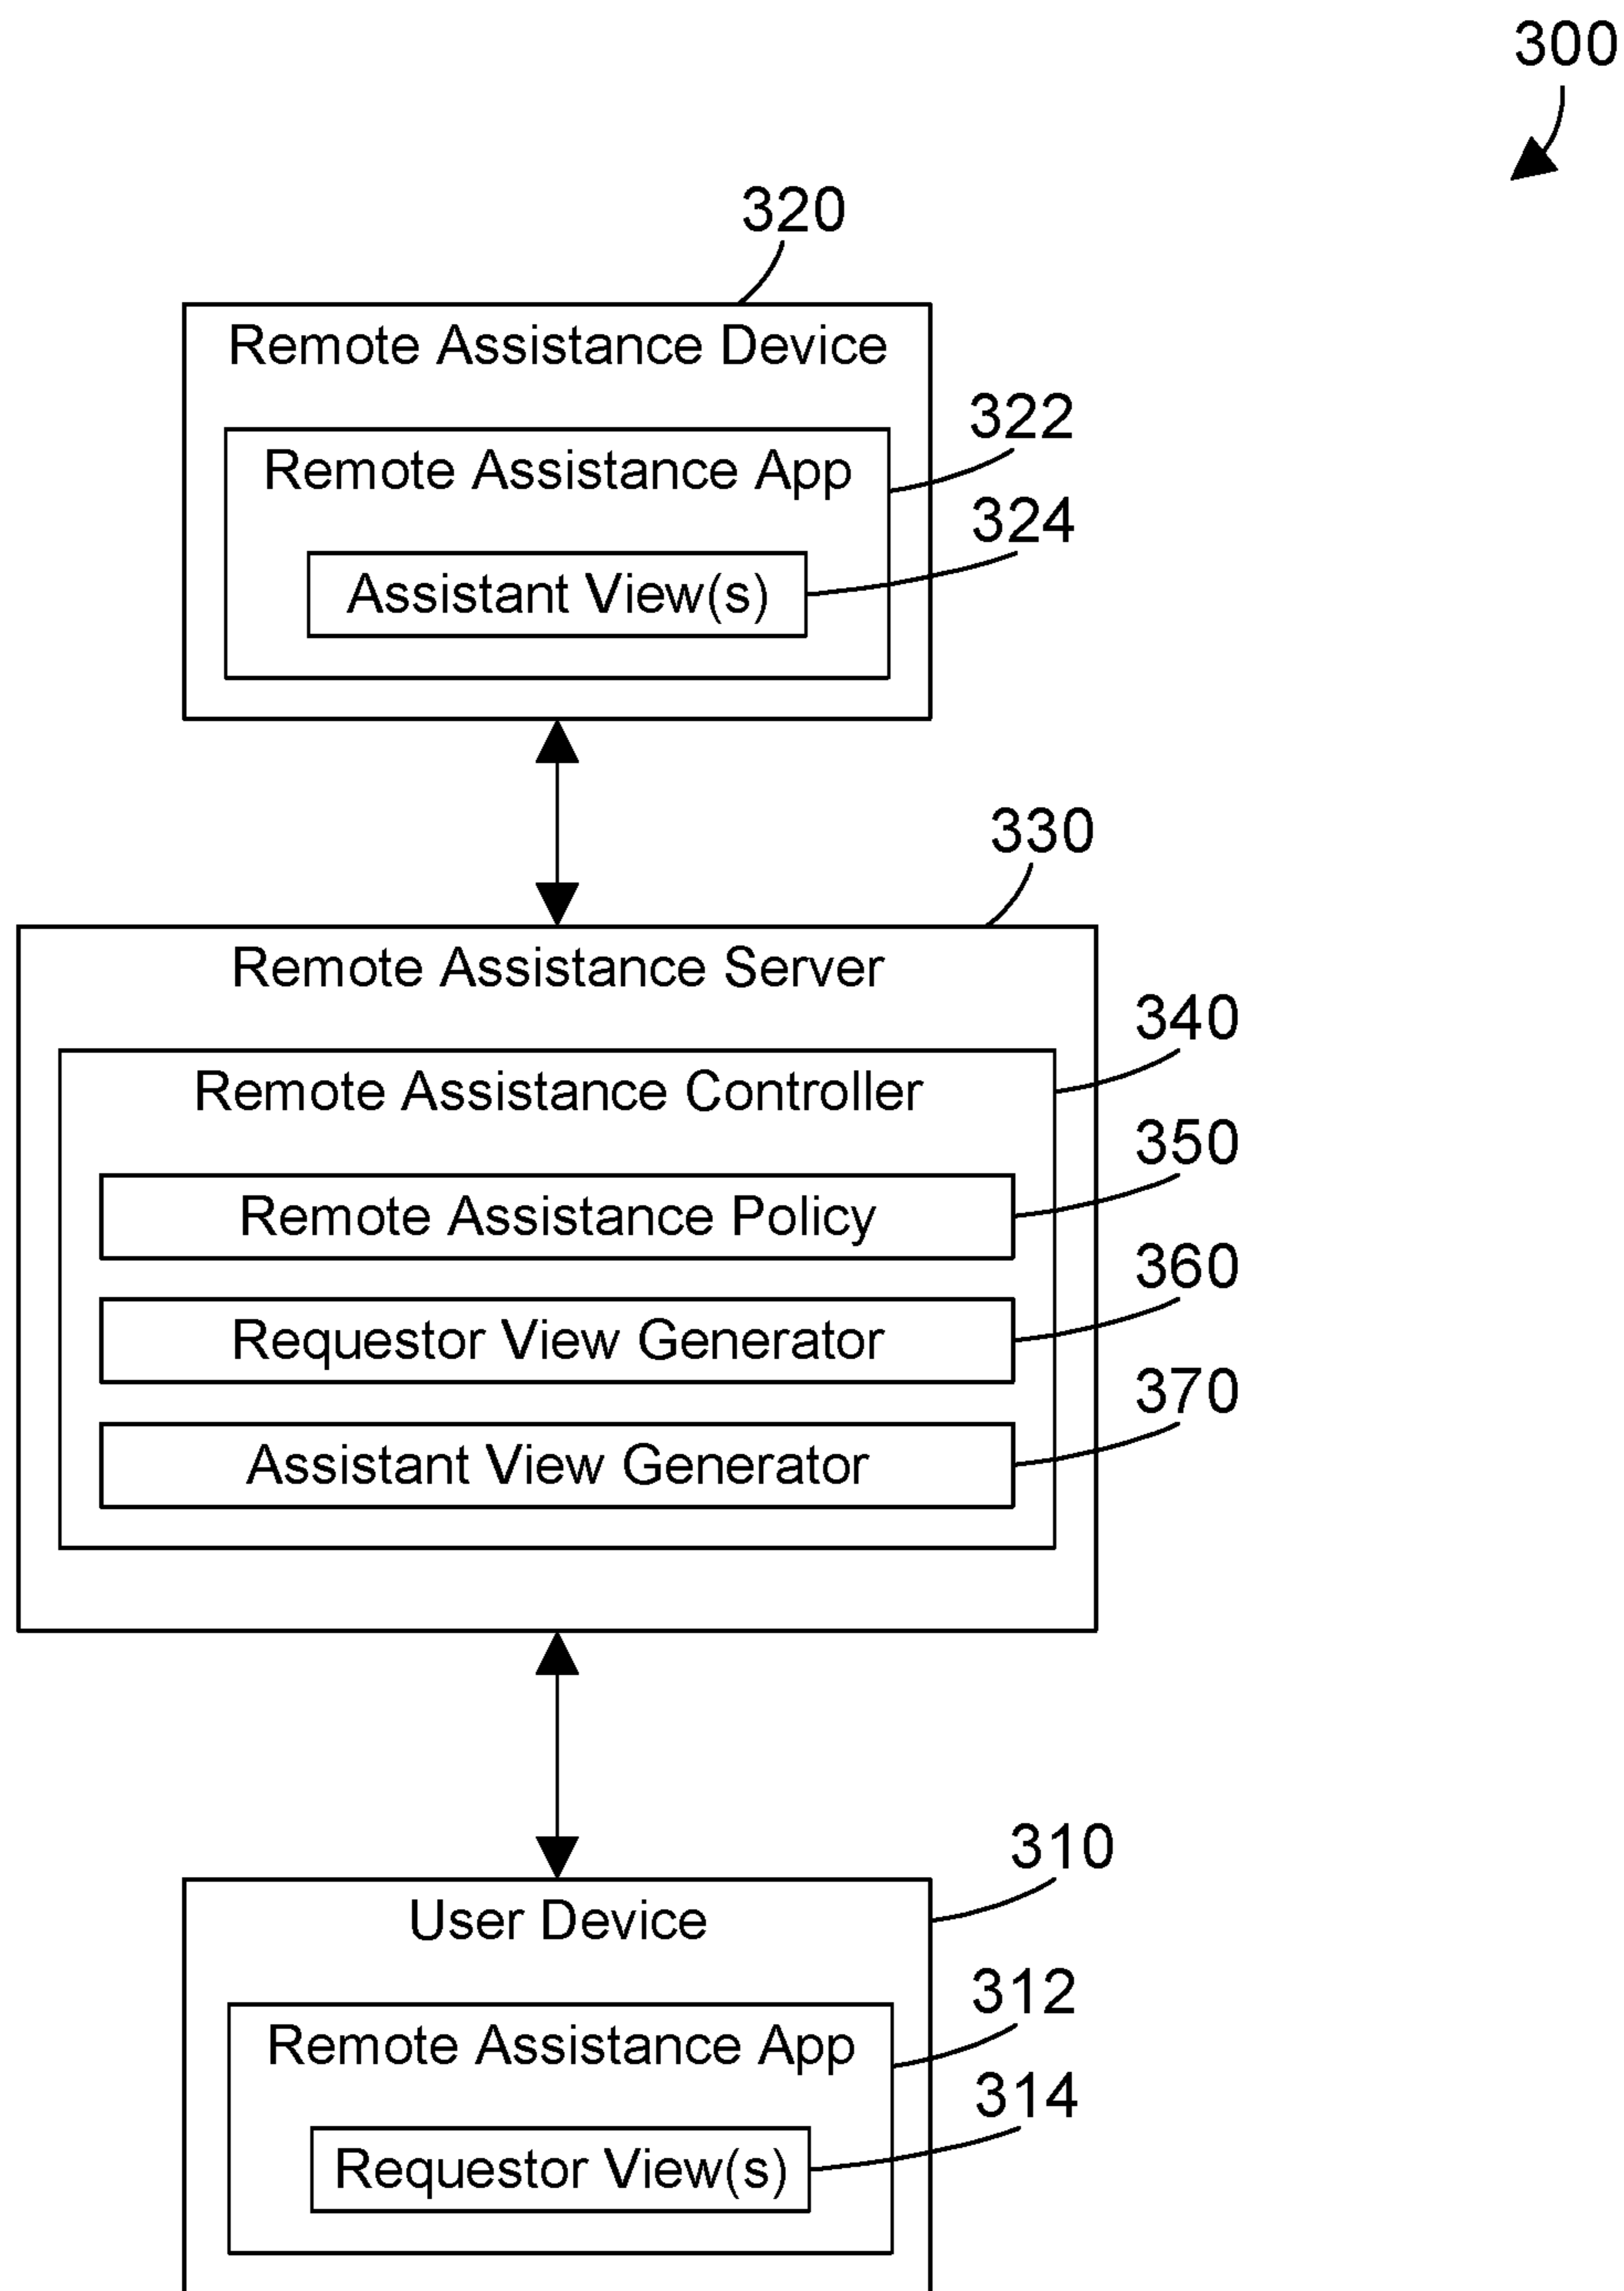 300
320
Remote Assistance Device
322
Remote Assistance App
324
Assistant View(s)
330
Remote Assistance Server
340
Remote Assistance Controller
350
Remote Assistance Policy
360
Requestor View Generator
370
Assistant View Generator
310
User Device
312
Remote Assistance App
314
Requestor View(s)